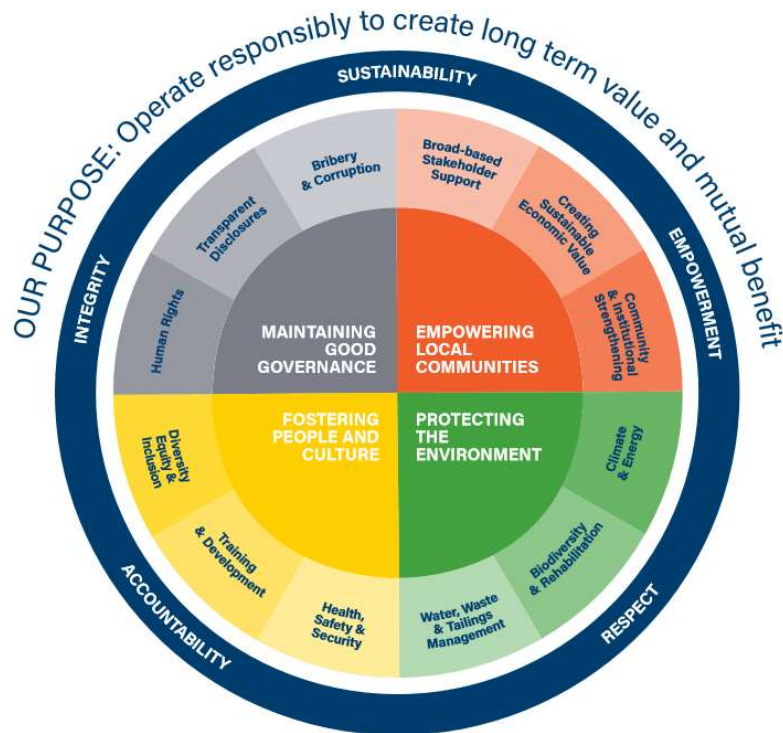 OUR PURPOSE: Operate responsibly to create long term value and mutual benefit
SUSTAINABILITY
EMPOWERMENT
RESPECT
ACCOUNTABILITY
INTEGRITY
Bribery
& Corruption
Transparent
Disclosures
Human Rights
MAINTAINING
GOOD
GOVERNANCE
Broad-based
Stakeholder
Support
Creating
Sustainable
Economic Value
Community
& Institutional
Strengthening
EMPOWERING
LOCAL
COMMUNITIES
FOSTERING
PEOPLE AND
CULTURE
Diversity
Equity &
Inclusion
Training
& Development
Health,
Safety &
Security
PROTECTING
THE
ENVIRONMENT
Climate
& Energy
Biodiversity
& Rehabilitation
Water, Waste
& Tailings
Management